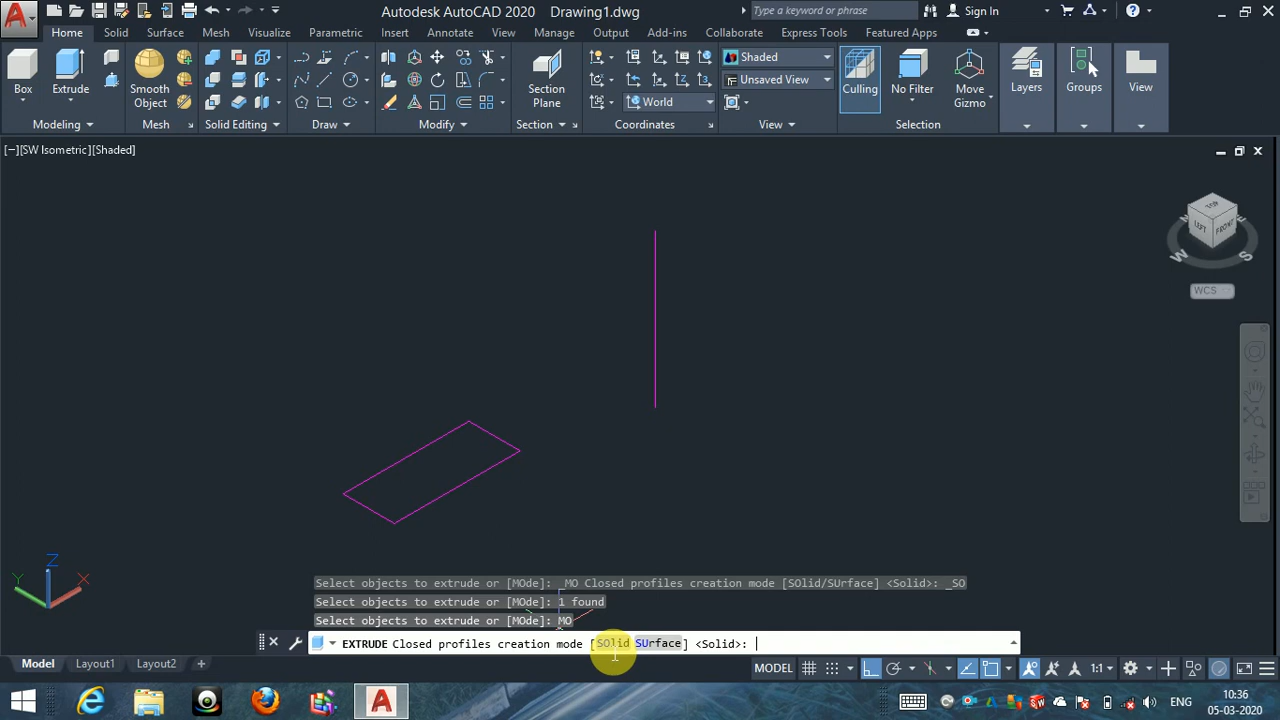 Autodesk AutoCAD 2020 Drawing1.dwg
Type a keyword or phrase
Sign In
Home Solid Surface Mesh Visualize Parametric Insert Annotate View Manage Output Add-ins Collaborate Express Tools Featured Apps
Box
Extrude
Smooth
Object
Section
Plane
Shaded
Unsaved View
World
Culling
No Filter
Move
Gizmo
Layers
Groups
View
Modeling
Mesh
Solid Editing
Draw
Modify
Section
Coordinates
View
Selection
[−][SW Isometric][Shaded]
TOP
LEFT
FRONT
W
S
WCS
Z
Y
X
Select objects to extrude or [MOde]: _MO Closed profiles creation mode [SOlid/SUrface] <Solid>: _SO
Select objects to extrude or [MOde]: 1 found
Select objects to extrude or [MOde]: MO
EXTRUDE Closed profiles creation mode [SOlid SUrface] <Solid>:
Model Layout1 Layout2 +
MODEL
1:1
ENG
10:36
05-03-2020